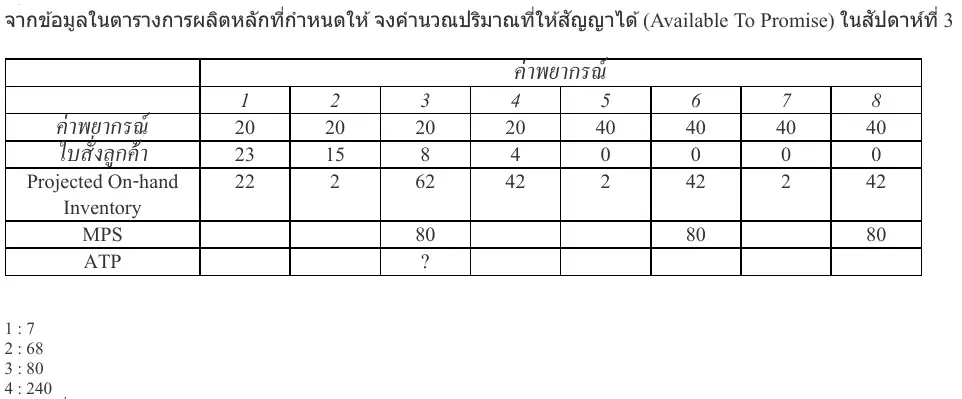 จากข้อมูลในตารางการผลิตหลักที่กำหนดให้ จงคำนวณปริมาณที่ให้สัญญาได้ (Available To Promise) ในสัปดาห์ที่ 3
ค่าพยากรณ์
1 2 3 4 5 6 7 8
ค่าพยากรณ์ 20 20 20 20 40 40 40 40
ใบสั่งลูกค้า 23 15 8 4 0 0 0 0
Projected On-hand 22 2 62 42 2 42 2 42
Inventory
MPS 80 80 80
ATP ?
1 : 7
2 : 68
3 : 80
4 : 240